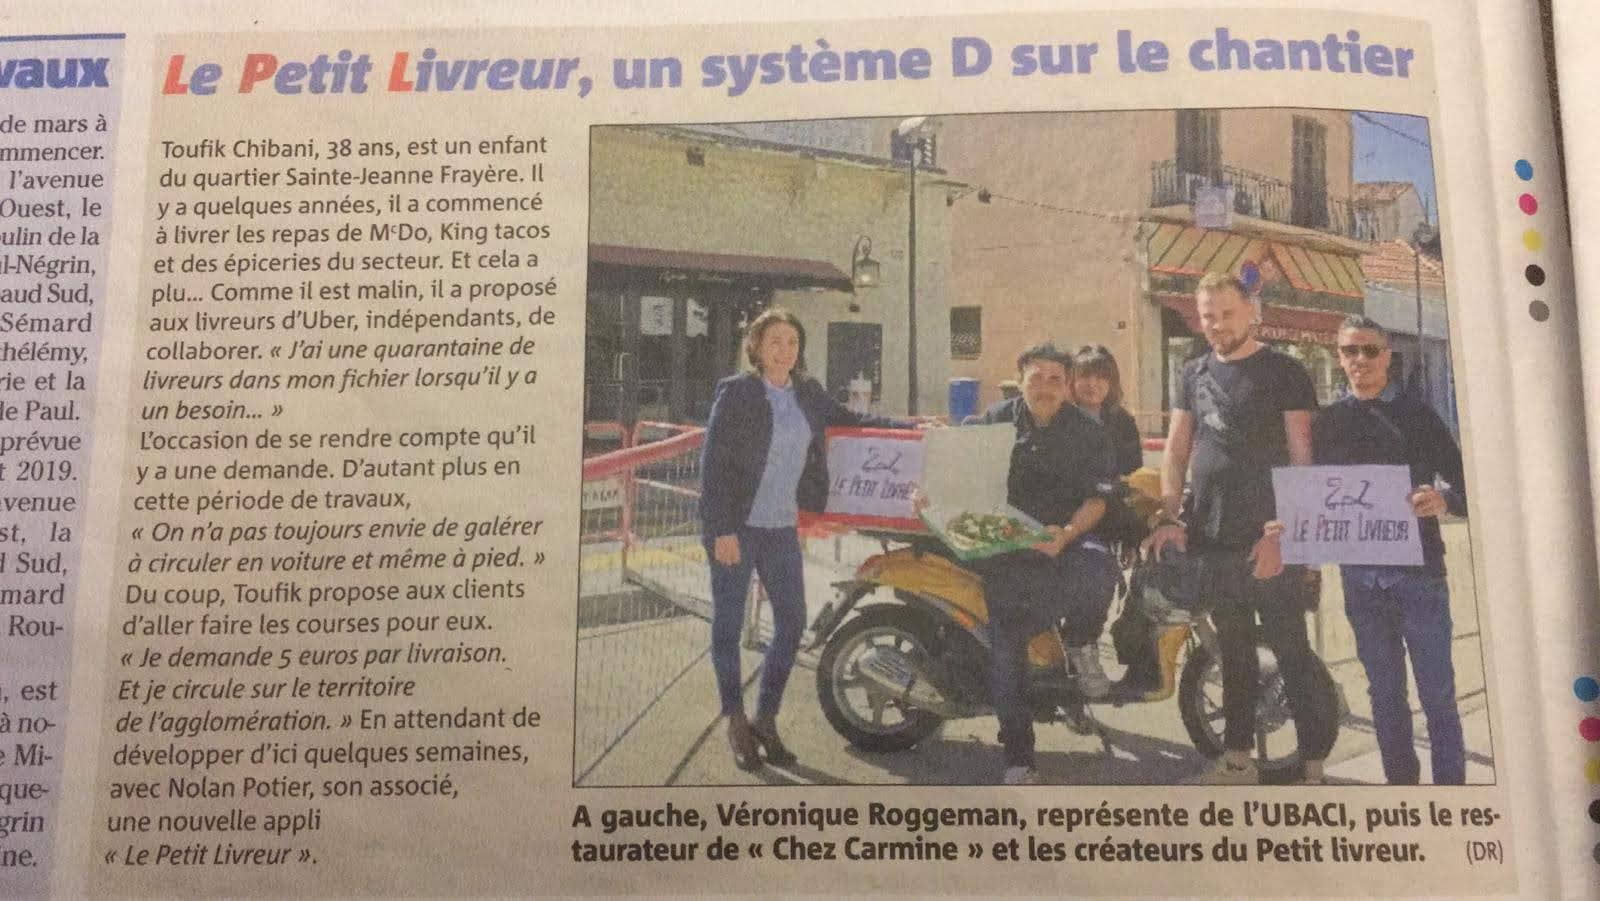 vaux
de mars à
mmencer.
l'avenue
Ouest, le
ulin de la
l-Négrin,
aud Sud,
Sémard
thélémy,
rie et la
de Paul.
prévue
t 2019.
avenue
st, la
d Sud,
mard
Rou-
, est
à no-
e Mi-
que-
grin
ne.
Le Petit Livreur, un système D sur le chantier
Toufik Chibani, 38 ans, est un enfant
du quartier Sainte-Jeanne Frayère. Il
y a quelques années, il a commencé
à livrer les repas de McDo, King tacos
et des épiceries du secteur. Et cela a
plu... Comme il est malin, il a proposé
aux livreurs d'Uber, indépendants, de
collaborer. « J'ai une quarantaine de
livreurs dans mon fichier lorsqu'il y a
un besoin... »
L'occasion de se rendre compte qu'il
y a une demande. D'autant plus en
cette période de travaux,
« On n'a pas toujours envie de galérer
à circuler en voiture et même à pied. »
Du coup, Toufik propose aux clients
d'aller faire les courses pour eux.
« Je demande 5 euros par livraison.
Et je circule sur le territoire
de l'agglomération. » En attendant de
développer d'ici quelques semaines,
avec Nolan Potier, son associé,
une nouvelle appli
« Le Petit Livreur ».
LE PETIT LIVRE
LE PETIT LIVREUR
A gauche, Véronique Roggeman, représente de l'UBACI, puis le res-
taurateur de « Chez Carmine » et les créateurs du Petit livreur. (DR)